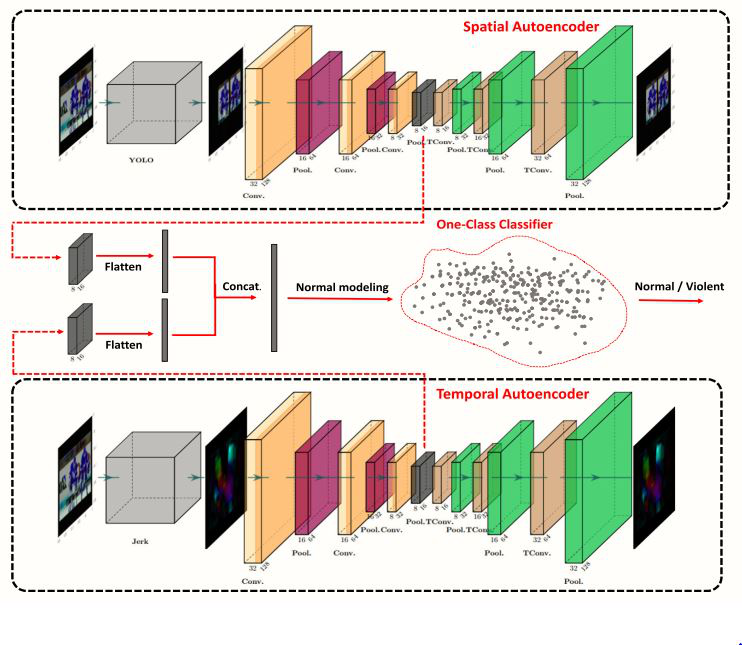 Spatial Autoencoder
YOLO
32 128
Conv.
16 64
Pool.
16 64
Conv.
16 32
Pool.
8 32
Conv.
8 16
Pool.
8 16
TConv.
8 32
Pool.
16 32
TConv.
16 64
Pool.
32 64
TConv.
32 128
Pool.
One-Class Classifier
8 16
Flatten
Concat.
Normal modeling
Normal / Violent
8 16
Flatten
Temporal Autoencoder
Jerk
32 128
Conv.
16 64
Pool.
16 64
Conv.
16 32
Pool.
8 32
Conv.
8 16
Pool.
8 16
TConv.
8 32
Pool.
16 32
TConv.
16 64
Pool.
32 64
TConv.
32 128
Pool.